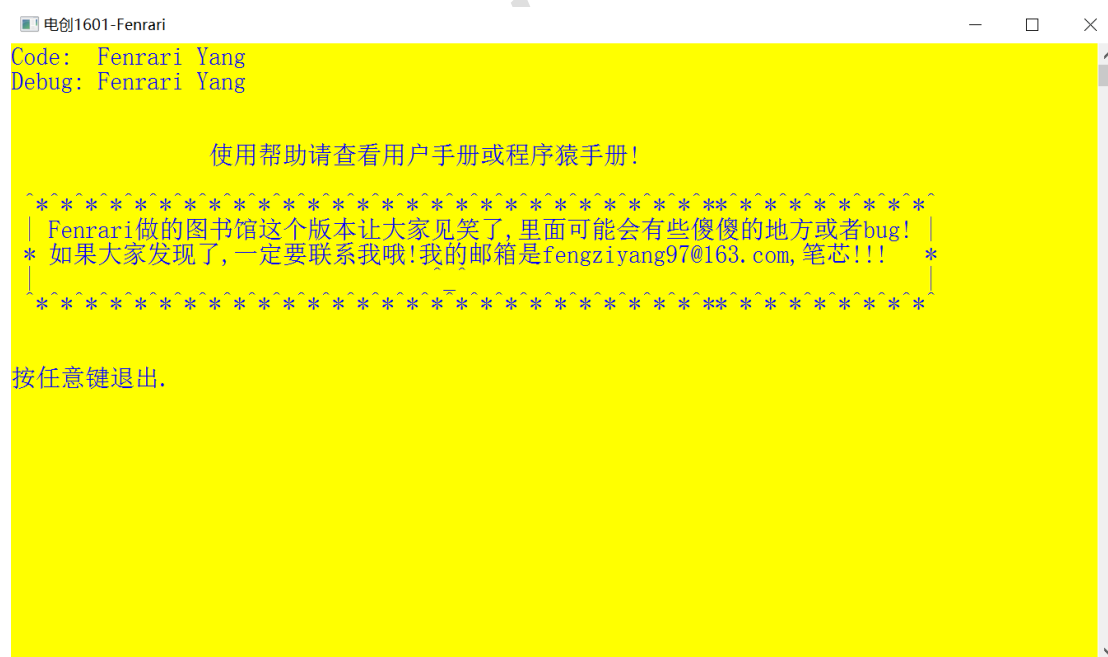 电创1601-Fenrari
Code:  Fenrari Yang
Debug: Fenrari Yang
使用帮助请查看用户手册或程序猿手册!
^*^*^*^*^*^*^*^*^*^*^*^*^*^*^*^*^*^*^*^*^*^*^*^*^*^*^*^**^*^*^*^*^*^*^*^*^
| Fenrari做的图书馆这个版本让大家见笑了,里面可能会有些傻傻的地方或者bug! |
* 如果大家发现了,一定要联系我哦!我的邮箱是fengziyang97@163.com,笔芯!!!   *
|                                ^_^                                     |
^*^*^*^*^*^*^*^*^*^*^*^*^*^*^*^*^*^*^*^*^*^*^*^*^*^*^*^**^*^*^*^*^*^*^*^*^
按任意键退出.